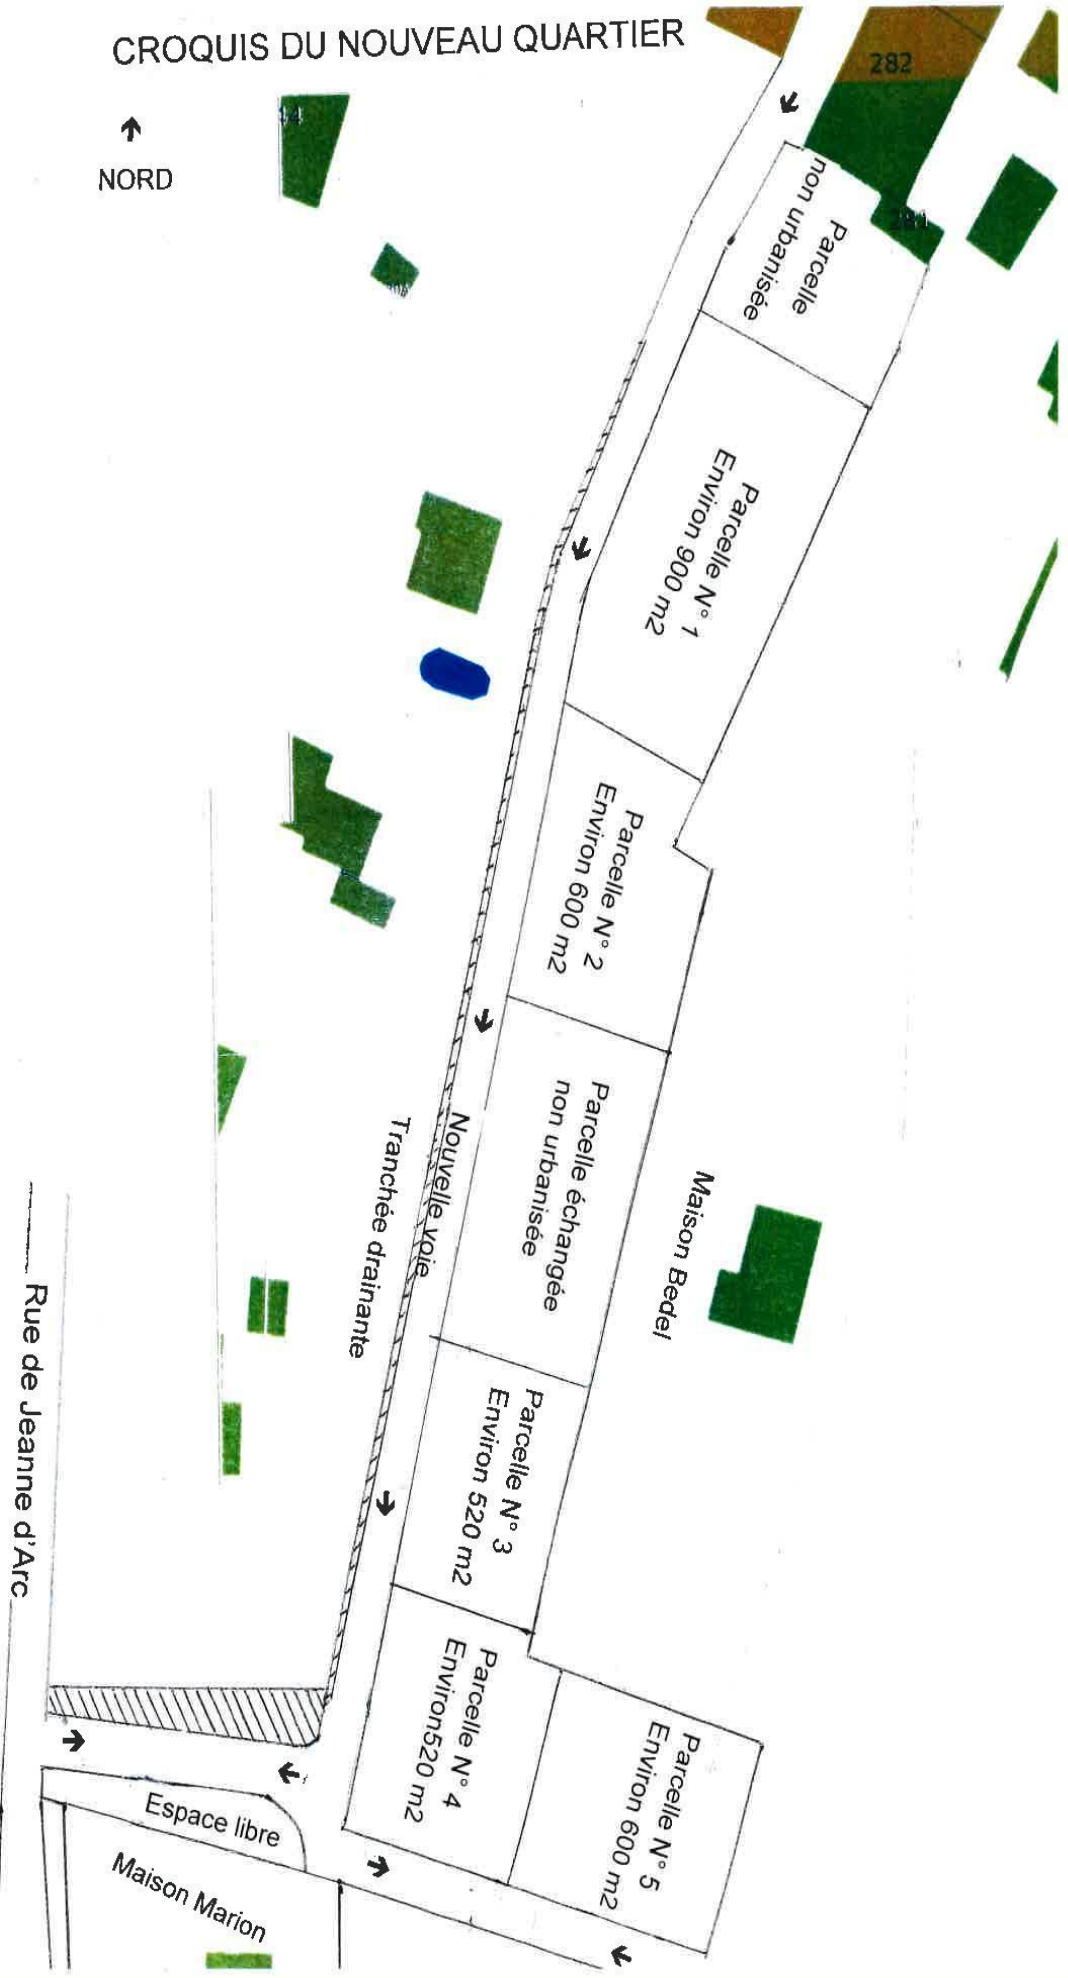 CROQUIS DU NOUVEAU QUARTIER
NORD
282
Parcelle
non urbanisée
Parcelle N° 1
Environ 900 m2
Parcelle N° 2
Environ 600 m2
Parcelle échangée
non urbanisée
Maison Bedel
Nouvelle voie
Tranchée drainante
Parcelle N° 3
Environ 520 m2
Rue de Jeanne d'Arc
Parcelle N° 4
Environ520 m2
Parcelle N° 5
Environ 600 m2
Espace libre
Maison Marion